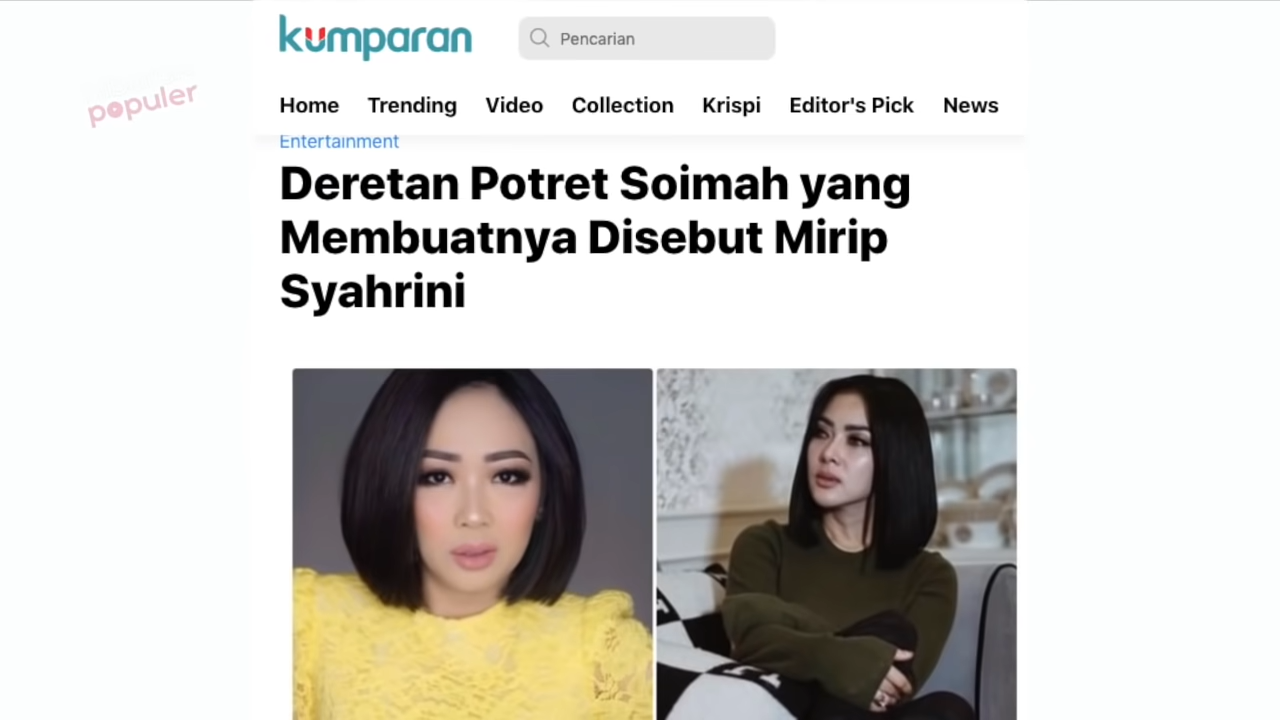 kumparan
Pencarian
populer
Home Trending Video Collection Krispi Editor's Pick News
Entertainment
Deretan Potret Soimah yang
Membuatnya Disebut Mirip
Syahrini